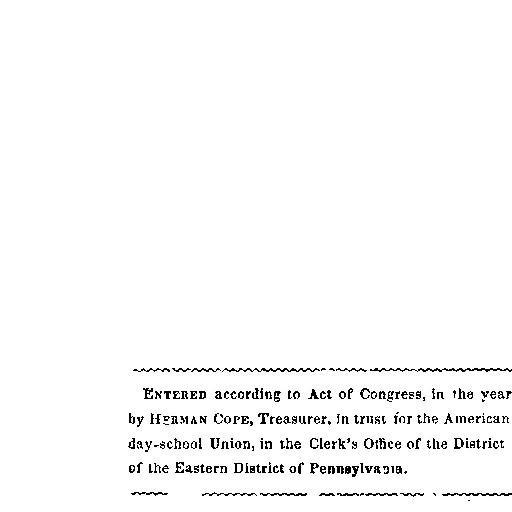 ENTERED according to Act of Congress, in the year
by HERMAN COPE, Treasurer, in trust for the American
day-school Union, in the Clerk's Office of the District
of the Eastern District of Pennsylvania.